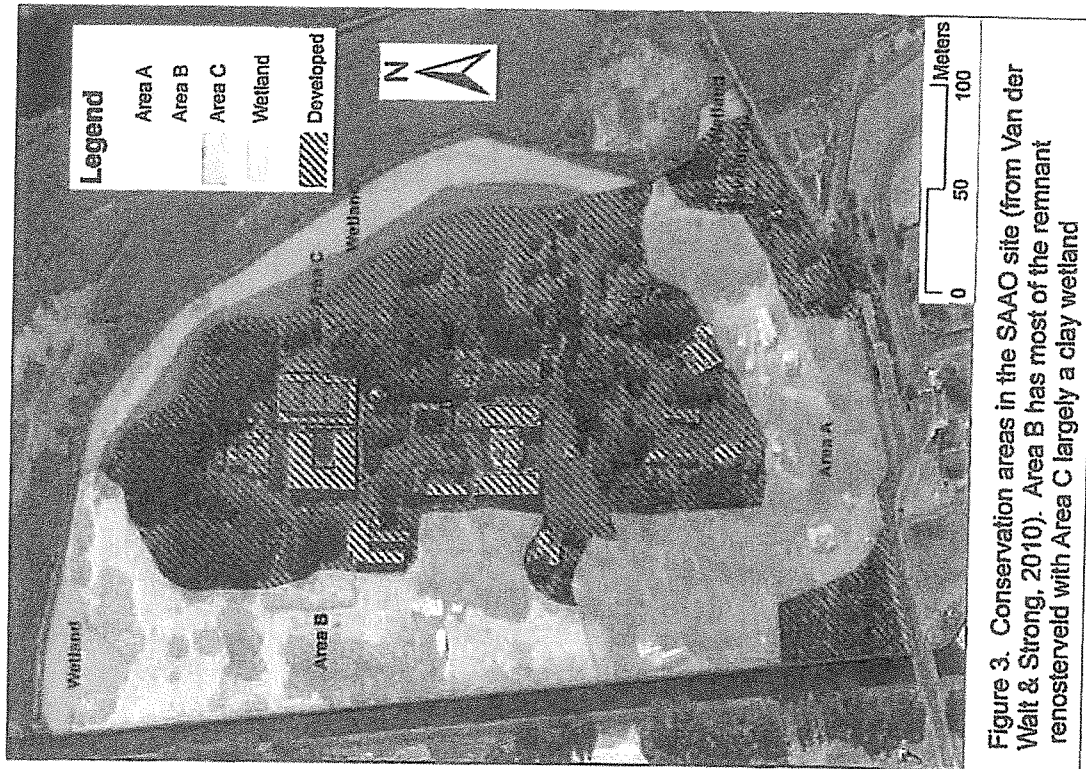 Legend
Area A
Area B
Area C
Wetland
Developed
N
Wetland
Area C
Wetland
Area B
Area A
Wetland
0 50 100 Meters
Figure 3. Conservation areas in the SAAO site (from Van der
Walt & Strong, 2010). Area B has most of the remnant
renosterveld with Area C largely a clay wetland